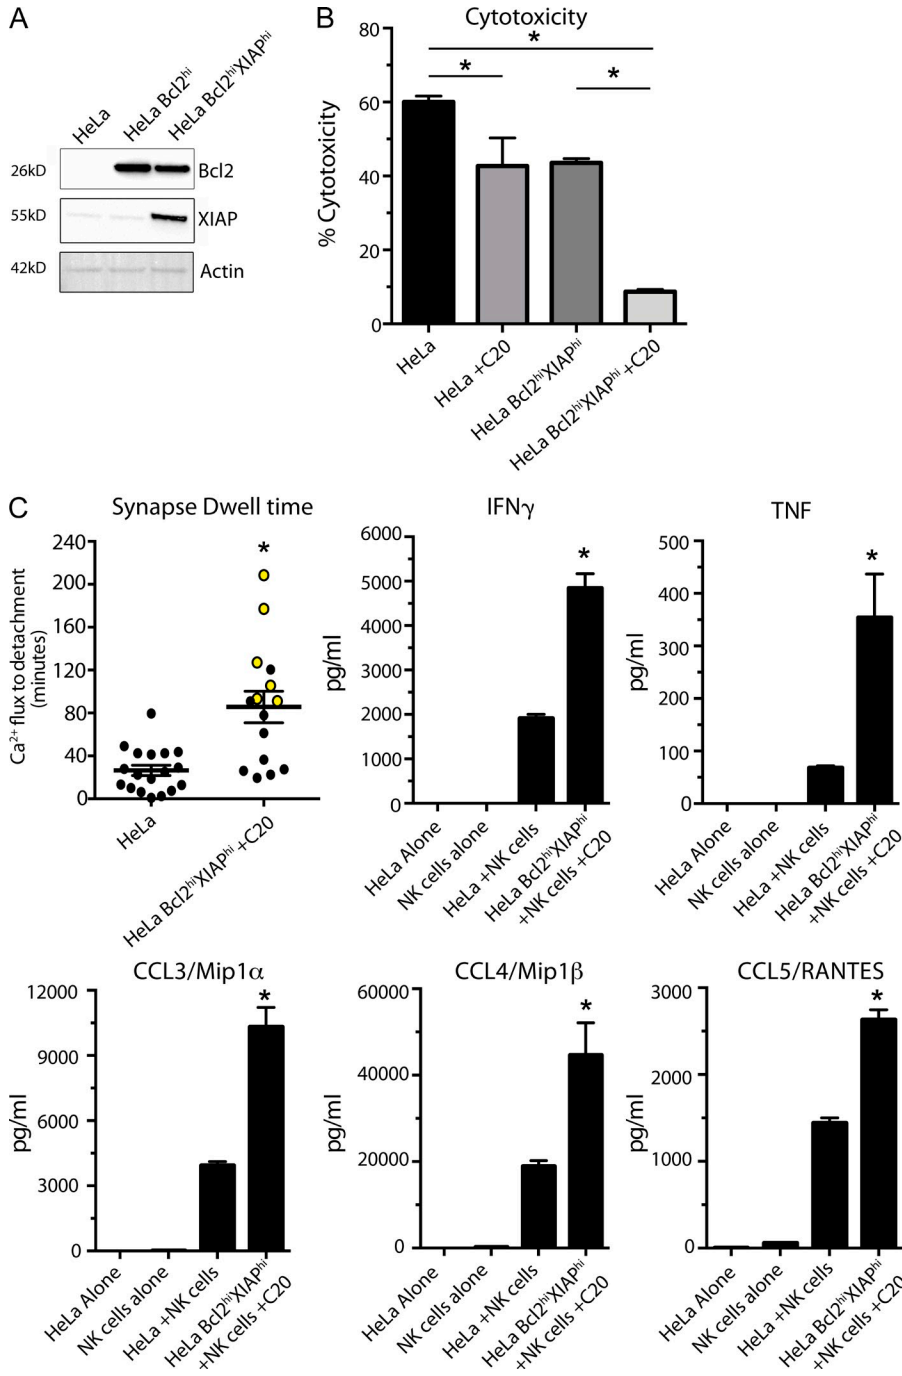 A
HeLa
HeLa Bcl2hi
HeLa Bcl2hiXIAPhi
26kD
Bcl2
55kD
XIAP
42kD
Actin
B
Cytotoxicity
% Cytotoxicity
80
60
40
20
0
*
*
*
HeLa
HeLa +C20
HeLa Bcl2hiXIAPhi
HeLa Bcl2hiXIAPhi +C20
C
Synapse Dwell time
Ca2+ flux to detachment
(minutes)
240
200
160
120
80
40
0
*
HeLa
HeLa Bcl2hiXIAPhi +C20
IFNγ
pg/ml
6000
5000
4000
3000
2000
1000
0
*
HeLa Alone
NK cells alone
HeLa +NK cells
HeLa Bcl2hiXIAPhi
+NK cells +C20
TNF
pg/ml
500
400
300
200
100
0
*
HeLa Alone
NK cells alone
HeLa +NK cells
HeLa Bcl2hiXIAPhi
+NK cells +C20
CCL3/Mip1α
pg/ml
12000
9000
6000
3000
0
*
HeLa Alone
NK cells alone
HeLa +NK cells
HeLa Bcl2hiXIAPhi
+NK cells +C20
CCL4/Mip1β
pg/ml
60000
40000
20000
0
*
HeLa Alone
NK cells alone
HeLa +NK cells
HeLa Bcl2hiXIAPhi
+NK cells +C20
CCL5/RANTES
pg/ml
3000
2000
1000
0
*
HeLa Alone
NK cells alone
HeLa +NK cells
HeLa Bcl2hiXIAPhi
+NK cells +C20